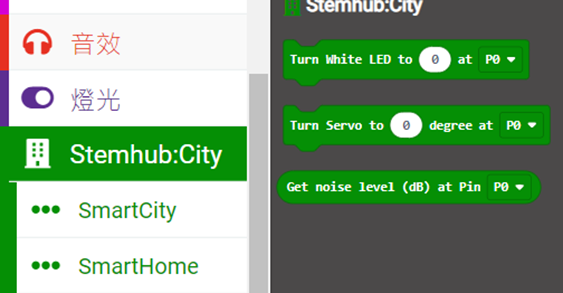 音效
燈光
Stemhub:City
SmartCity
SmartHome
Stemhub:City
Turn White LED to 0 at P0
Turn Servo to 0 degree at P0
Get noise level (dB) at Pin P0